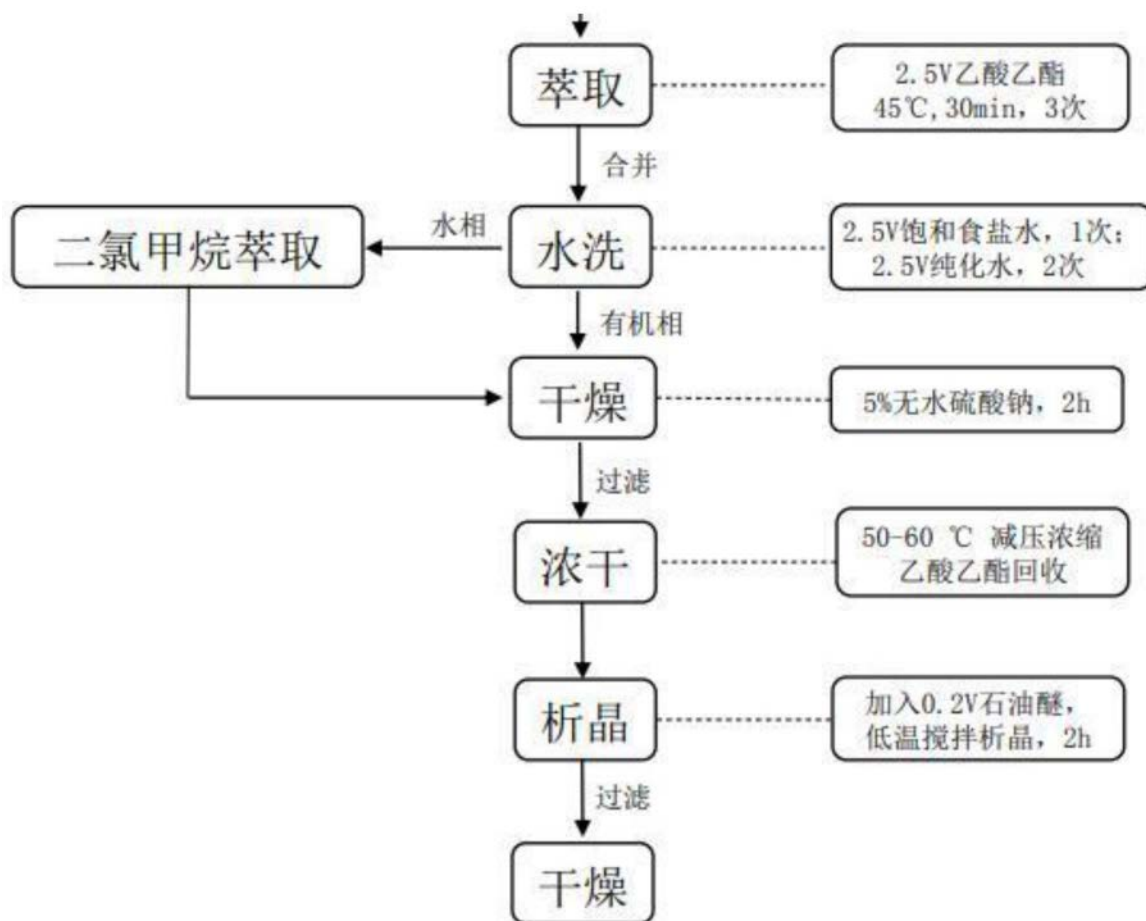 萃取
2.5V乙酸乙酯
45℃,30min, 3次
合并
二氯甲烷萃取
水相
水洗
2.5V饱和食盐水, 1次;
2.5V纯化水, 2次
有机相
干燥
5%无水硫酸钠, 2h
过滤
浓干
50-60 ℃ 减压浓缩
乙酸乙酯回收
析晶
加入0.2V石油醚,
低温搅拌析晶, 2h
过滤
干燥